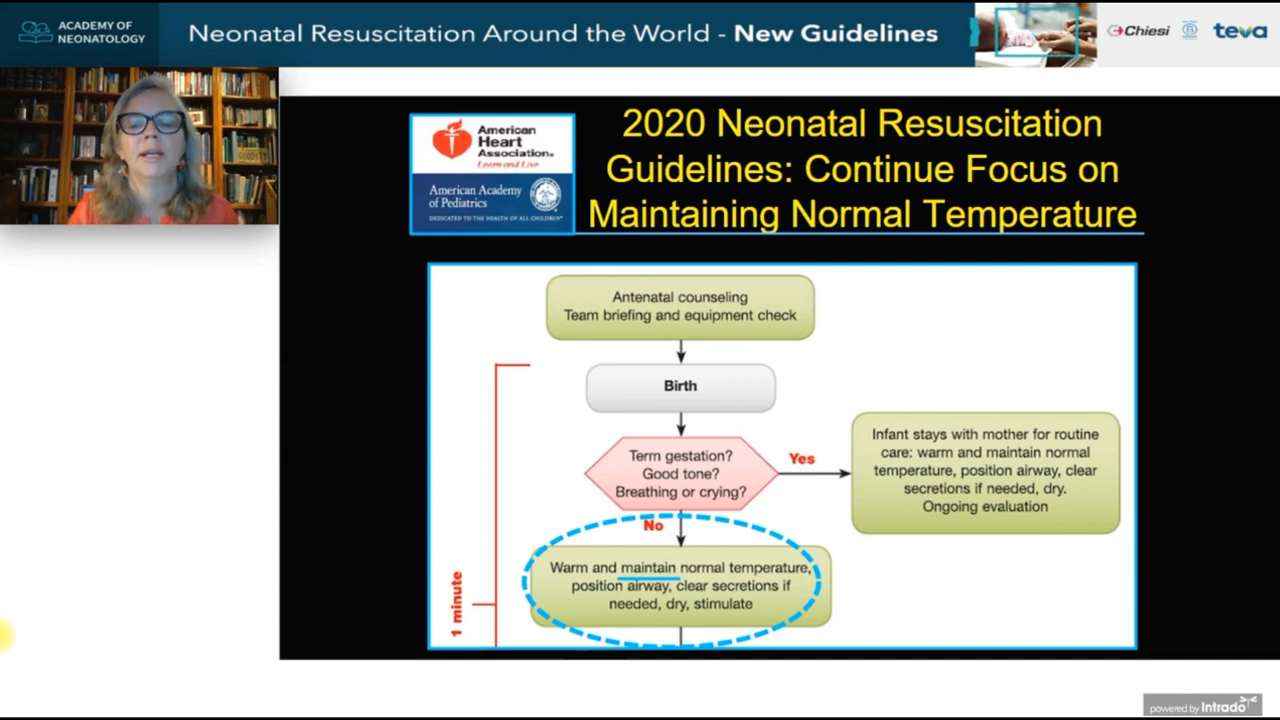 ACADEMY OF
NEONATOLOGY
Neonatal Resuscitation Around the World - New Guidelines
Chiesi
teva
American
Heart
Association®
Learn and Live
American Academy
of Pediatrics
DEDICATED TO THE HEALTH OF ALL CHILDREN™
2020 Neonatal Resuscitation
Guidelines: Continue Focus on
Maintaining Normal Temperature
Antenatal counseling
Team briefing and equipment check
Birth
Term gestation?
Good tone?
Breathing or crying?
Yes
Infant stays with mother for routine
care: warm and maintain normal
temperature, position airway, clear
secretions if needed, dry.
Ongoing evaluation
No
Warm and maintain normal temperature,
position airway, clear secretions if
needed, dry, stimulate
1 minute
powered by Intrado